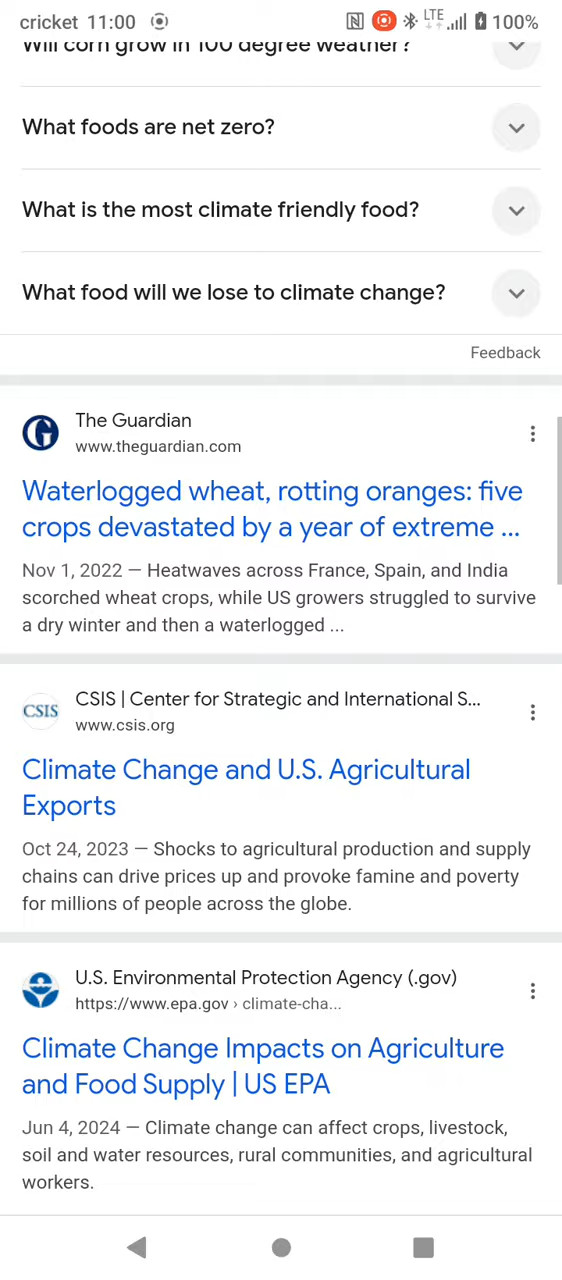 cricket 11:00 LTE 100%
Will corn grow in 100 degree weather?
What foods are net zero?
What is the most climate friendly food?
What food will we lose to climate change?
Feedback
The Guardian
www.theguardian.com
Waterlogged wheat, rotting oranges: five
crops devastated by a year of extreme ...
Nov 1, 2022 — Heatwaves across France, Spain, and India
scorched wheat crops, while US growers struggled to survive
a dry winter and then a waterlogged ...
CSIS
CSIS | Center for Strategic and International S...
www.csis.org
Climate Change and U.S. Agricultural
Exports
Oct 24, 2023 — Shocks to agricultural production and supply
chains can drive prices up and provoke famine and poverty
for millions of people across the globe.
U.S. Environmental Protection Agency (.gov)
https://www.epa.gov › climate-cha...
Climate Change Impacts on Agriculture
and Food Supply | US EPA
Jun 4, 2024 — Climate change can affect crops, livestock,
soil and water resources, rural communities, and agricultural
workers.